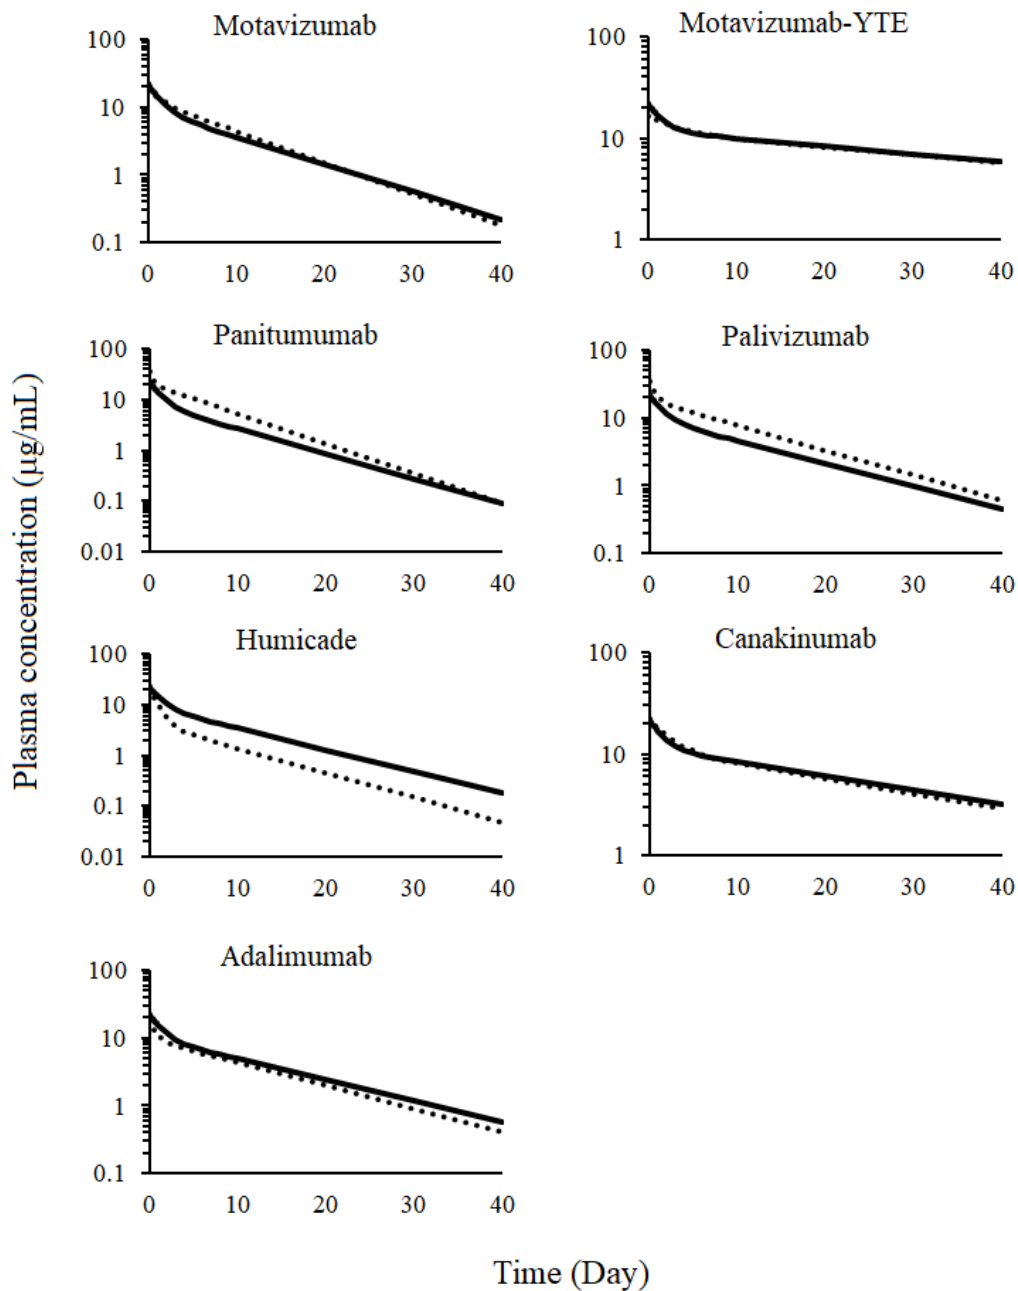 Motavizumab
100
10
1
0.1
0 10 20 30 40
Motavizumab-YTE
100
10
1
0 10 20 30 40
Panitumumab
100
10
1
0.1
0.01
0 10 20 30 40
Palivizumab
100
10
1
0.1
0 10 20 30 40
Humicade
100
10
1
0.1
0.01
0 10 20 30 40
Canakinumab
100
10
1
0 10 20 30 40
Adalimumab
100
10
1
0.1
0 10 20 30 40
Plasma concentration (µg/mL)
Time (Day)